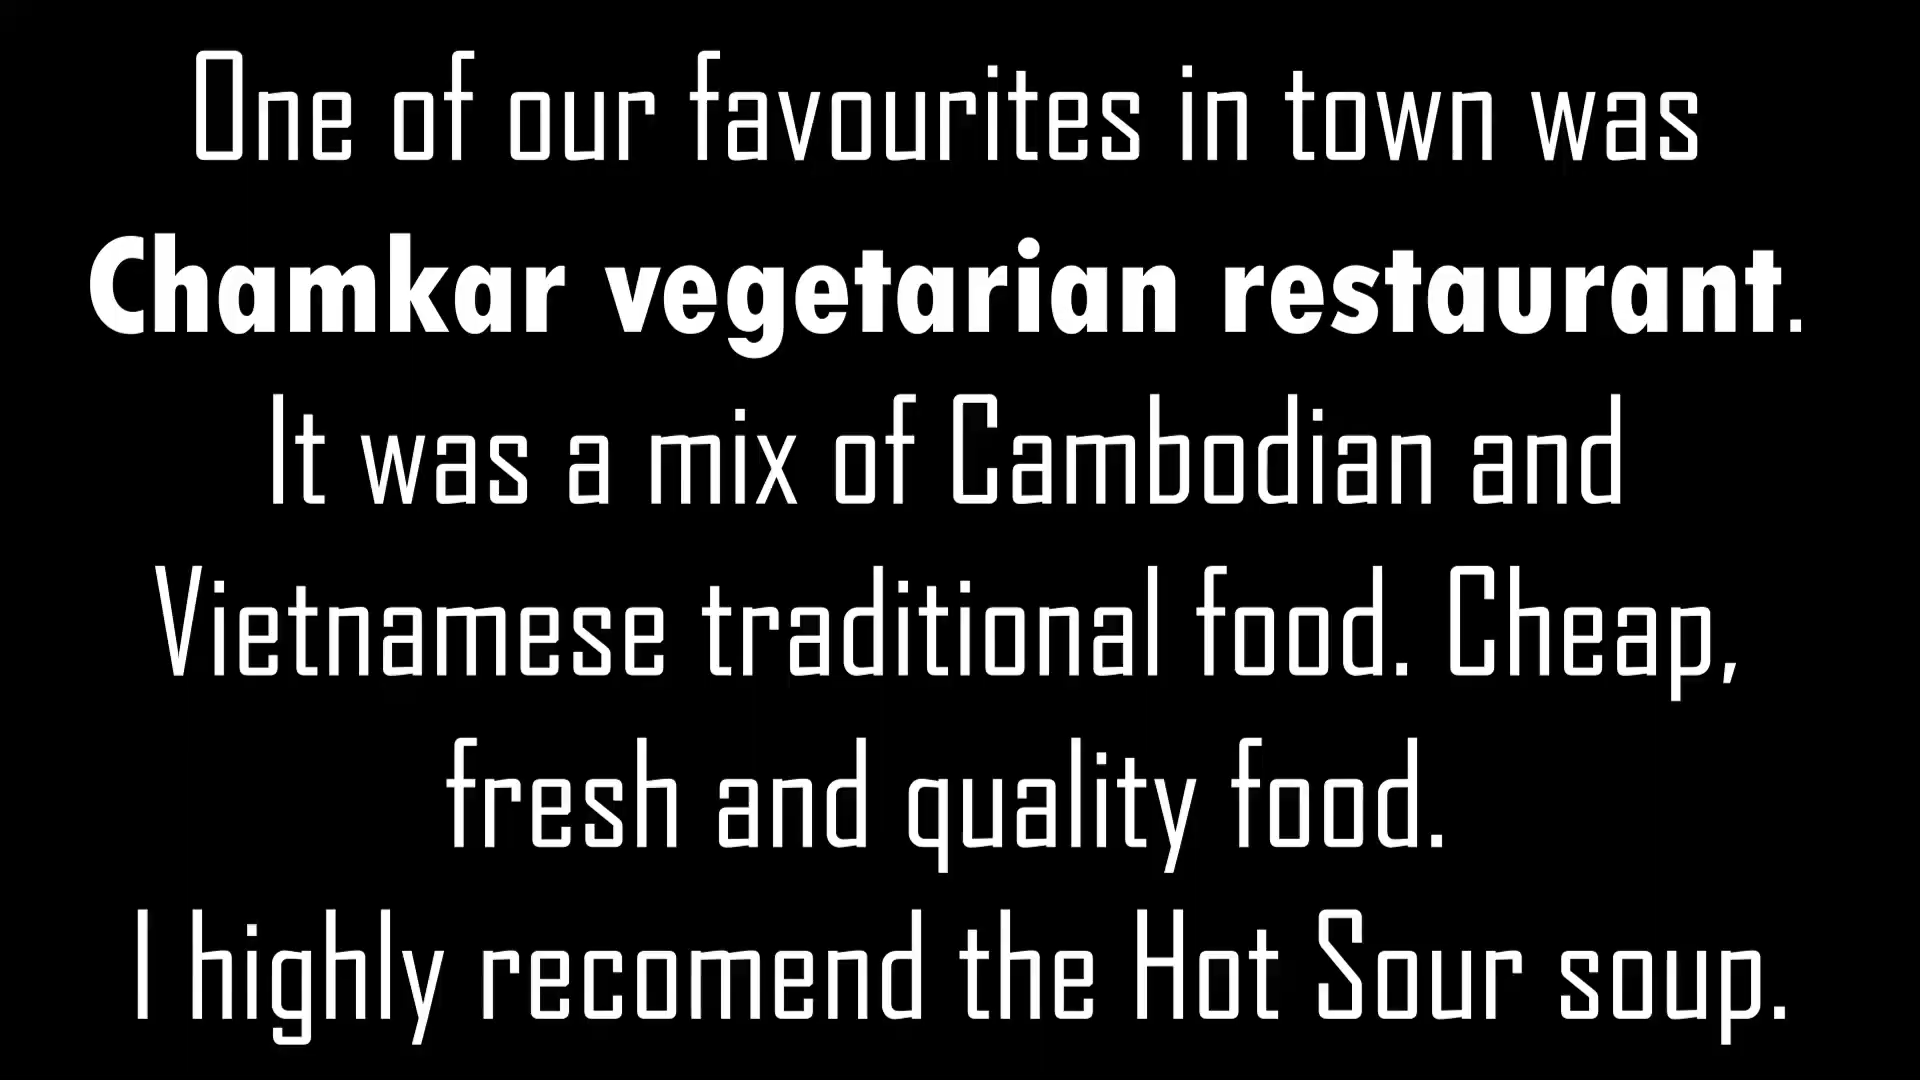 One of our favourites in town was
Chamkar vegetarian restaurant.
It was a mix of Cambodian and
Vietnamese traditional food. Cheap,
fresh and quality food.
I highly recomend the Hot Sour soup.